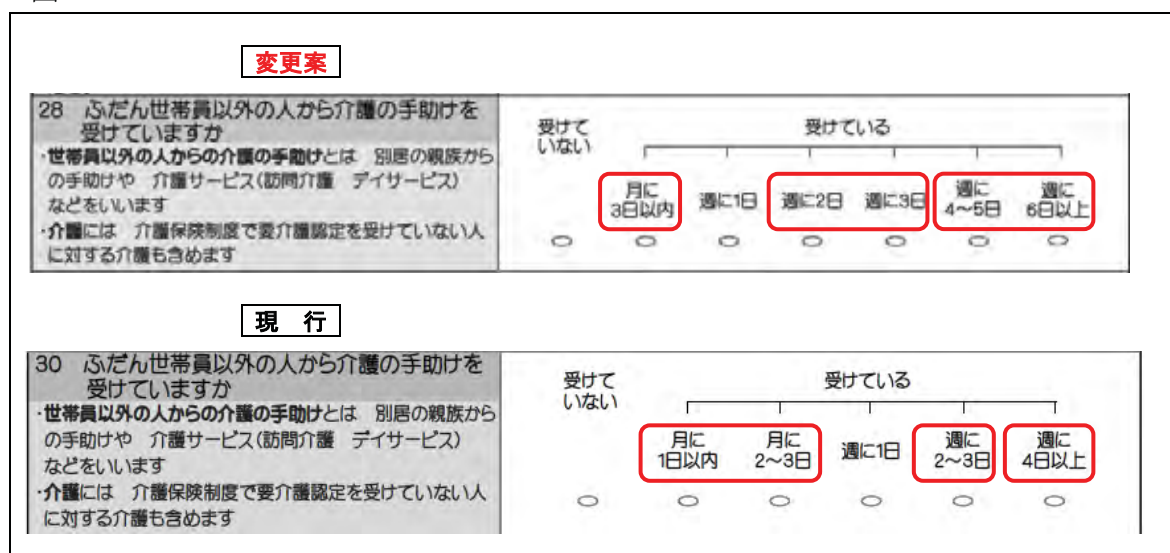 変更案
28 ふだん世帯員以外の人から介護の手助けを
受けていますか
・世帯員以外の人からの介護の手助けとは 別居の親族から
の手助けや 介護サービス(訪問介護 デイサービス)
などをいいます
・介護には 介護保険制度で要介護認定を受けていない人
に対する介護も含めます
受けて
いない
受けている
月に
3日以内
週に1日
週に2日
週に3日
週に
4～5日
週に
6日以上
現 行
30 ふだん世帯員以外の人から介護の手助けを
受けていますか
・世帯員以外の人からの介護の手助けとは 別居の親族から
の手助けや 介護サービス(訪問介護 デイサービス)
などをいいます
・介護には 介護保険制度で要介護認定を受けていない人
に対する介護も含めます
受けて
いない
受けている
月に
1日以内
月に
2～3日
週に1日
週に
2～3日
週に
4日以上